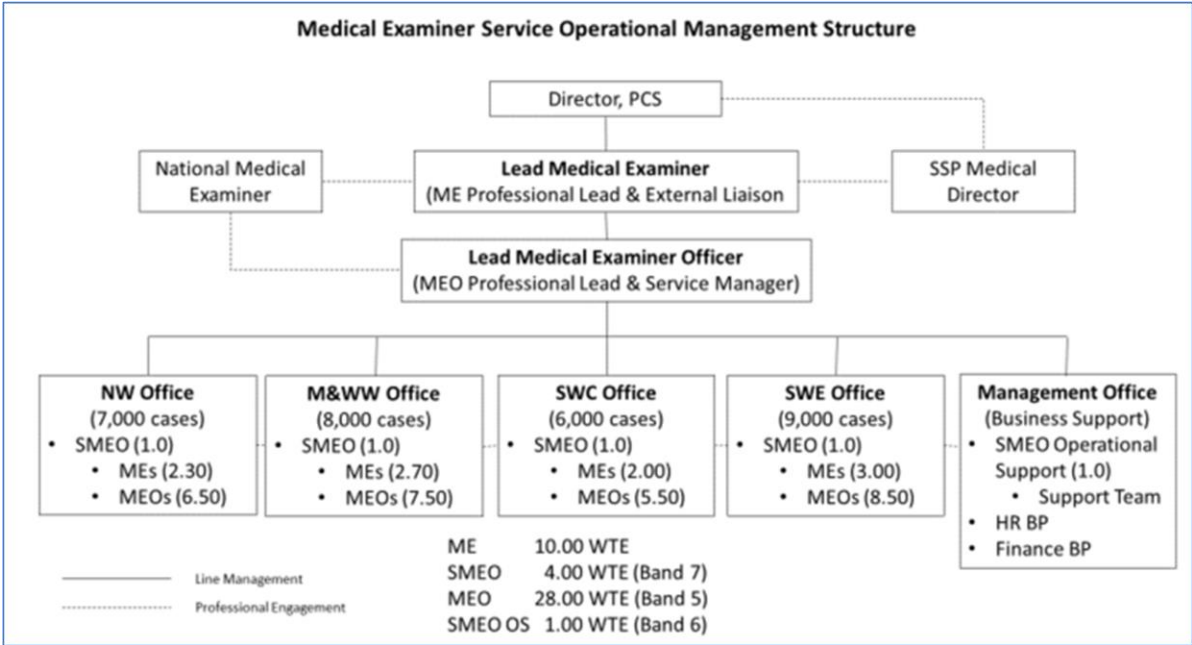 Medical Examiner Service Operational Management Structure
Director, PCS
National Medical
Examiner
Lead Medical Examiner
(ME Professional Lead & External Liaison
SSP Medical
Director
Lead Medical Examiner Officer
(MEO Professional Lead & Service Manager)
NW Office
(7,000 cases)
• SMEO (1.0)
• MEs (2.30)
• MEOs (6.50)
M&WW Office
(8,000 cases)
• SMEO (1.0)
• MEs (2.70)
• MEOs (7.50)
SWC Office
(6,000 cases)
• SMEO (1.0)
• MEs (2.00)
• MEOs (5.50)
SWE Office
(9,000 cases)
• SMEO (1.0)
• MEs (3.00)
• MEOs (8.50)
Management Office
(Business Support)
• SMEO Operational
Support (1.0)
• Support Team
• HR BP
• Finance BP
Line Management
Professional Engagement
ME 10.00 WTE
SMEO 4.00 WTE (Band 7)
MEO 28.00 WTE (Band 5)
SMEO OS 1.00 WTE (Band 6)